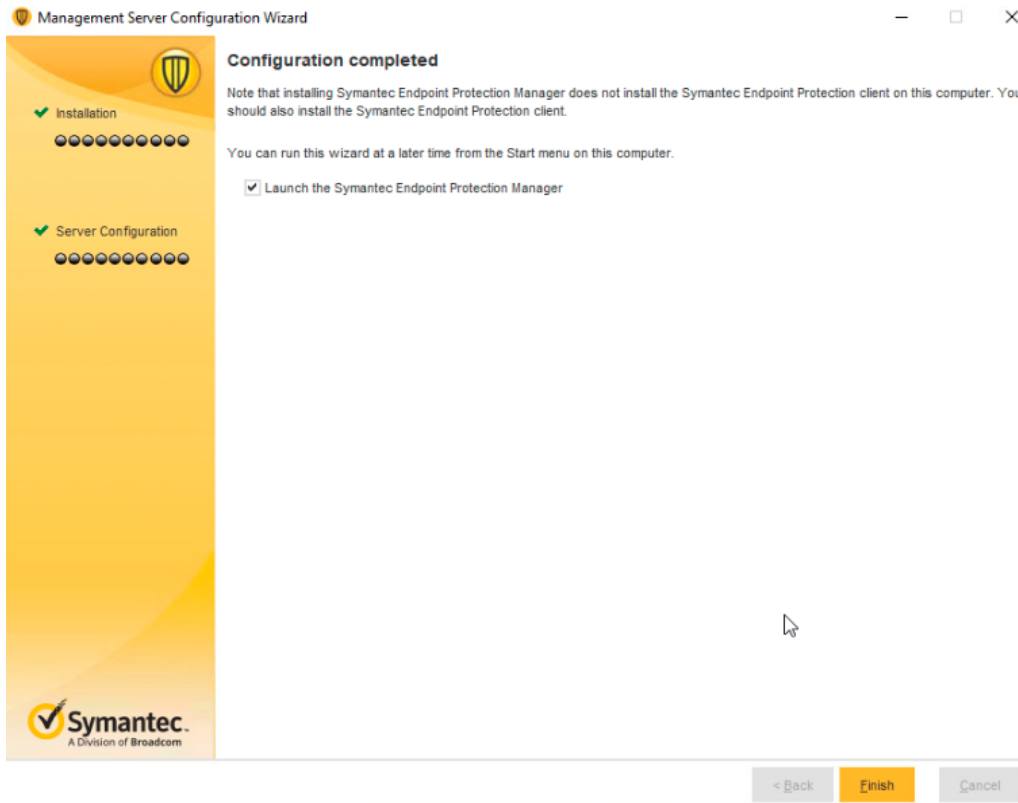 Management Server Configuration Wizard
Configuration completed
Note that installing Symantec Endpoint Protection Manager does not install the Symantec Endpoint Protection client on this computer. You
should also install the Symantec Endpoint Protection client.
Installation
You can run this wizard at a later time from the Start menu on this computer.
Launch the Symantec Endpoint Protection Manager
Server Configuration
Symantec.
A Division of Broadcom
< Back
Finish
Cancel